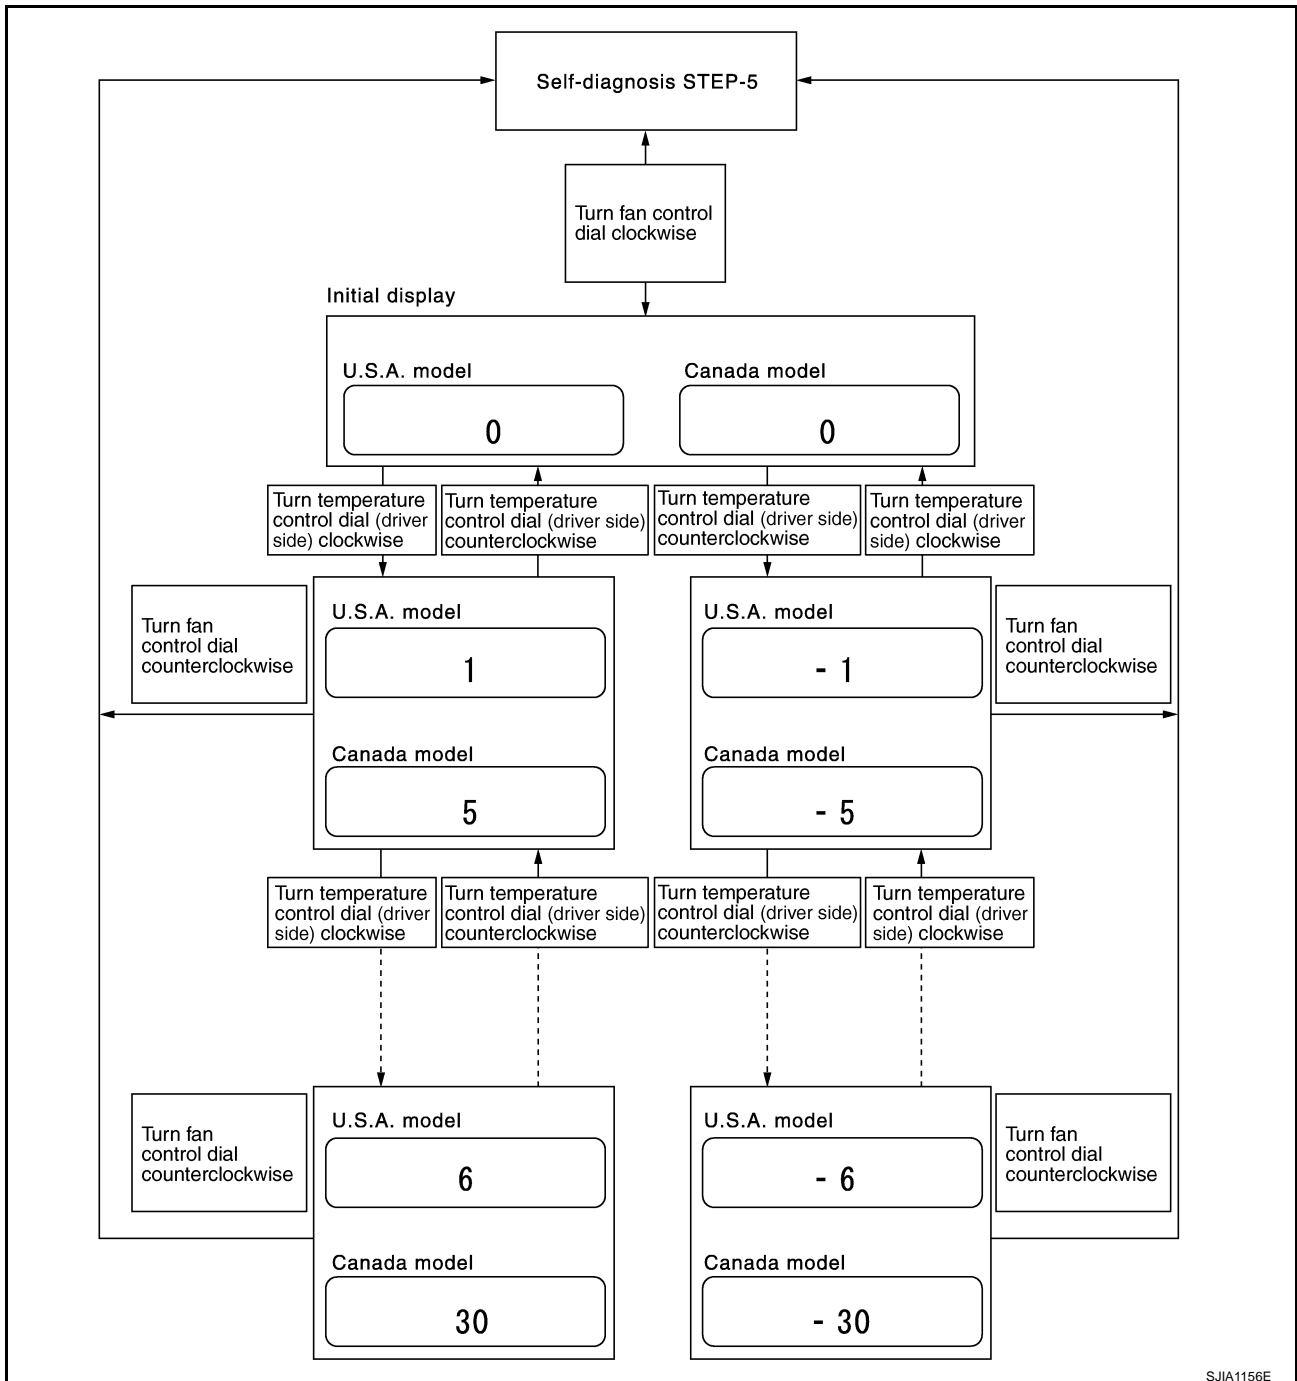 Self-diagnosis STEP-5
Turn fan control
dial clockwise
Initial display
U.S.A. model
0
Canada model
0
Turn temperature
control dial (driver
side) clockwise
Turn temperature
control dial (driver side)
counterclockwise
Turn temperature
control dial (driver side)
counterclockwise
Turn temperature
control dial (driver
side) clockwise
Turn fan
control dial
counterclockwise
U.S.A. model
1
Canada model
5
U.S.A. model
- 1
Canada model
- 5
Turn fan
control dial
counterclockwise
Turn temperature
control dial (driver
side) clockwise
Turn temperature
control dial (driver side)
counterclockwise
Turn temperature
control dial (driver side)
counterclockwise
Turn temperature
control dial (driver
side) clockwise
Turn fan
control dial
counterclockwise
U.S.A. model
6
Canada model
30
U.S.A. model
- 6
Canada model
- 30
Turn fan
control dial
counterclockwise
SJIA1156E